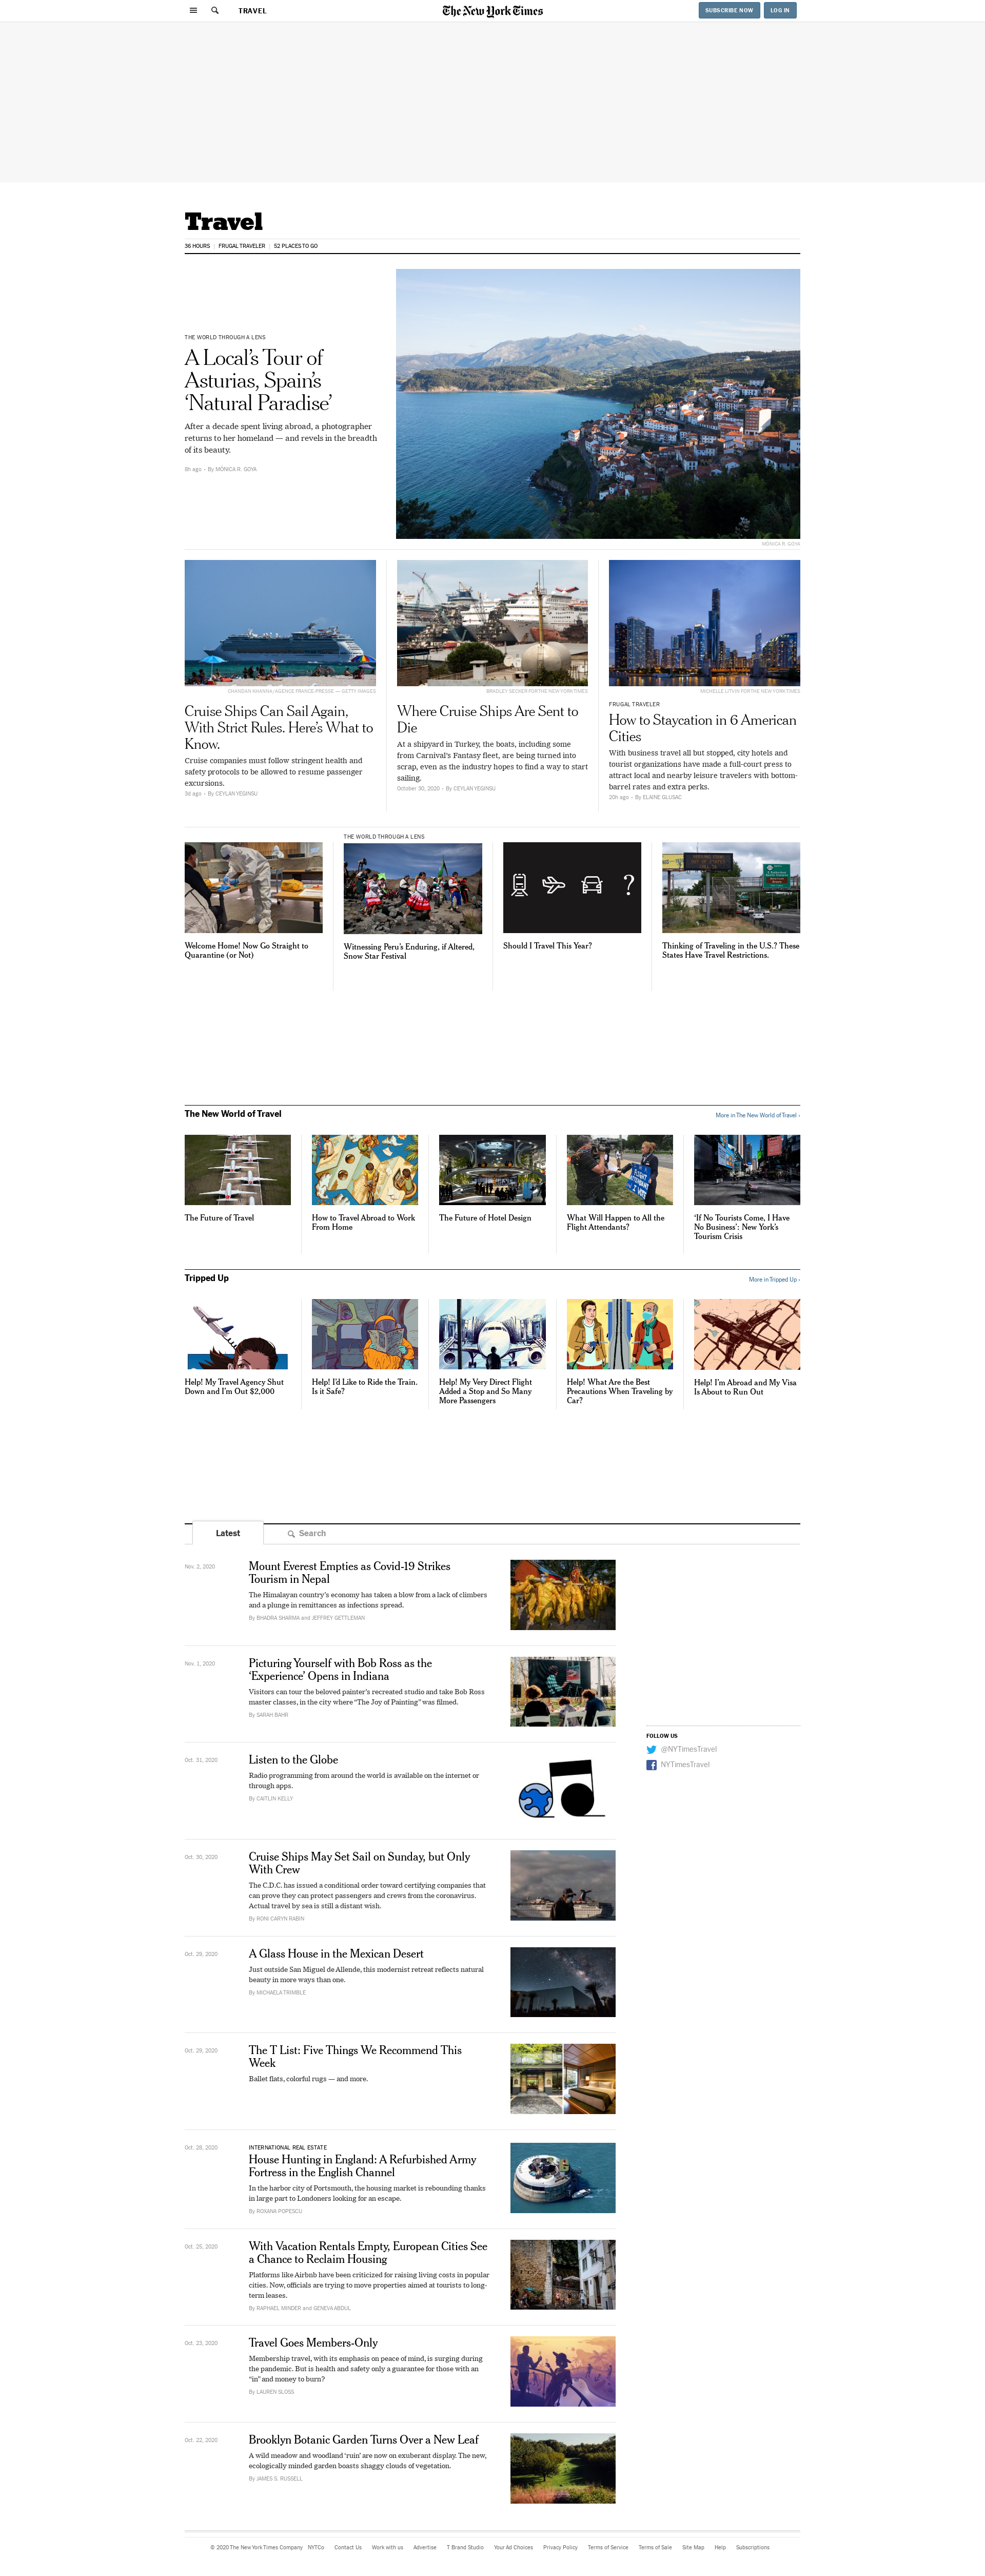 TRAVEL
The New York Times
SUBSCRIBE NOW
LOG IN
Travel
36 HOURS
FRUGAL TRAVELER
52 PLACES TO GO
THE WORLD THROUGH A LENS
A Local's Tour of
Asturias, Spain's
'Natural Paradise'
After a decade spent living abroad, a photographer
returns to her homeland — and revels in the breadth
of its beauty.
8h ago · By MÓNICA R. GOYA
MÓNICA R. GOYA
CHANDAN KHANNA/AGENCE FRANCE-PRESSE — GETTY IMAGES
Cruise Ships Can Sail Again,
With Strict Rules. Here's What to
Know.
Cruise companies must follow stringent health and
safety protocols to be allowed to resume passenger
excursions.
3d ago · By CEYLAN YEGINSU
BRADLEY SECKER FOR THE NEW YORK TIMES
Where Cruise Ships Are Sent to
Die
At a shipyard in Turkey, the boats, including some
from Carnival's Fantasy fleet, are being turned into
scrap, even as the industry hopes to find a way to start
sailing.
October 30, 2020 · By CEYLAN YEGINSU
MICHELLE LITVIN FOR THE NEW YORK TIMES
FRUGAL TRAVELER
How to Staycation in 6 American
Cities
With business travel all but stopped, city hotels and
tourist organizations have made a full-court press to
attract local and nearby leisure travelers with bottom-
barrel rates and extra perks.
20h ago · By ELAINE GLUSAC
Welcome Home! Now Go Straight to
Quarantine (or Not)
THE WORLD THROUGH A LENS
Witnessing Peru's Enduring, if Altered,
Snow Star Festival
?
Should I Travel This Year?
Thinking of Traveling in the U.S.? These
States Have Travel Restrictions.
The New World of Travel
More in The New World of Travel ›
The Future of Travel
How to Travel Abroad to Work
From Home
The Future of Hotel Design
What Will Happen to All the
Flight Attendants?
'If No Tourists Come, I Have
No Business': New York's
Tourism Crisis
Tripped Up
More in Tripped Up ›
Help! My Travel Agency Shut
Down and I'm Out $2,000
Help! I'd Like to Ride the Train.
Is it Safe?
Help! My Very Direct Flight
Added a Stop and So Many
More Passengers
Help! What Are the Best
Precautions When Traveling by
Car?
Help! I'm Abroad and My Visa
Is About to Run Out
Latest
Search
Nov. 2, 2020
Mount Everest Empties as Covid-19 Strikes
Tourism in Nepal
The Himalayan country's economy has taken a blow from a lack of climbers
and a plunge in remittances as infections spread.
By BHADRA SHARMA and JEFFREY GETTLEMAN
Nov. 1, 2020
Picturing Yourself with Bob Ross as the
'Experience' Opens in Indiana
Visitors can tour the beloved painter's recreated studio and take Bob Ross
master classes, in the city where "The Joy of Painting" was filmed.
By SARAH BAHR
FOLLOW US
@NYTimesTravel
NYTimesTravel
Oct. 31, 2020
Listen to the Globe
Radio programming from around the world is available on the internet or
through apps.
By CAITLIN KELLY
Oct. 30, 2020
Cruise Ships May Set Sail on Sunday, but Only
With Crew
The C.D.C. has issued a conditional order toward certifying companies that
can prove they can protect passengers and crews from the coronavirus.
Actual travel by sea is still a distant wish.
By RONI CARYN RABIN
Oct. 29, 2020
A Glass House in the Mexican Desert
Just outside San Miguel de Allende, this modernist retreat reflects natural
beauty in more ways than one.
By MICHAELA TRIMBLE
Oct. 29, 2020
The T List: Five Things We Recommend This
Week
Ballet flats, colorful rugs — and more.
Oct. 28, 2020
INTERNATIONAL REAL ESTATE
House Hunting in England: A Refurbished Army
Fortress in the English Channel
In the harbor city of Portsmouth, the housing market is rebounding thanks
in large part to Londoners looking for an escape.
By ROXANA POPESCU
Oct. 25, 2020
With Vacation Rentals Empty, European Cities See
a Chance to Reclaim Housing
Platforms like Airbnb have been criticized for raising living costs in popular
cities. Now, officials are trying to move properties aimed at tourists to long-
term leases.
By RAPHAEL MINDER and GENEVA ABDUL
Oct. 23, 2020
Travel Goes Members-Only
Membership travel, with its emphasis on peace of mind, is surging during
the pandemic. But is health and safety only a guarantee for those with an
"in" and money to burn?
By LAUREN SLOSS
Oct. 22, 2020
Brooklyn Botanic Garden Turns Over a New Leaf
A wild meadow and woodland 'ruin' are now on exuberant display. The new,
ecologically minded garden boasts shaggy clouds of vegetation.
By JAMES S. RUSSELL
© 2020 The New York Times Company NYTCo Contact Us Work with us Advertise T Brand Studio Your Ad Choices Privacy Policy Terms of Service Terms of Sale Site Map Help Subscriptions